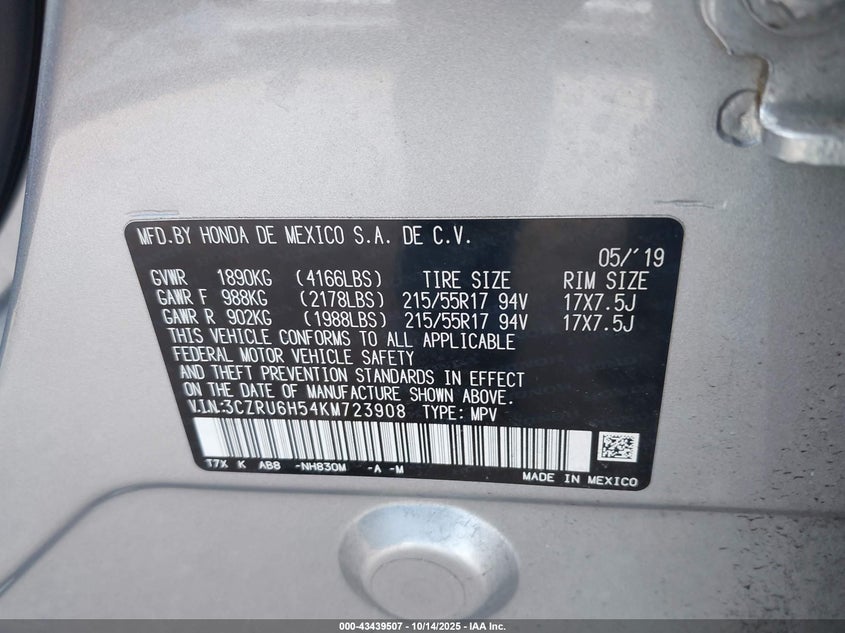 MFD.BY HONDA DE MEXICO S.A. DE C.V.
05/'19
GVWR 1890KG (4166LBS) TIRE SIZE RIM SIZE
GAWR F 988KG (2178LBS) 215/55R17 94V 17X7.5J
GAWR R 902KG (1988LBS) 215/55R17 94V 17X7.5J
THIS VEHICLE CONFORMS TO ALL APPLICABLE
FEDERAL MOTOR VEHICLE SAFETY
AND THEFT PREVENTION STANDARDS IN EFFECT
ON THE DATE OF MANUFACTURE SHOWN ABOVE.
V.I.N:3CZRU6H54KM723908 TYPE: MPV
T7X K AB8 -NH830M -A -M
MADE IN MEXICO
000-43439507 - 10/14/2025 - IAA Inc.